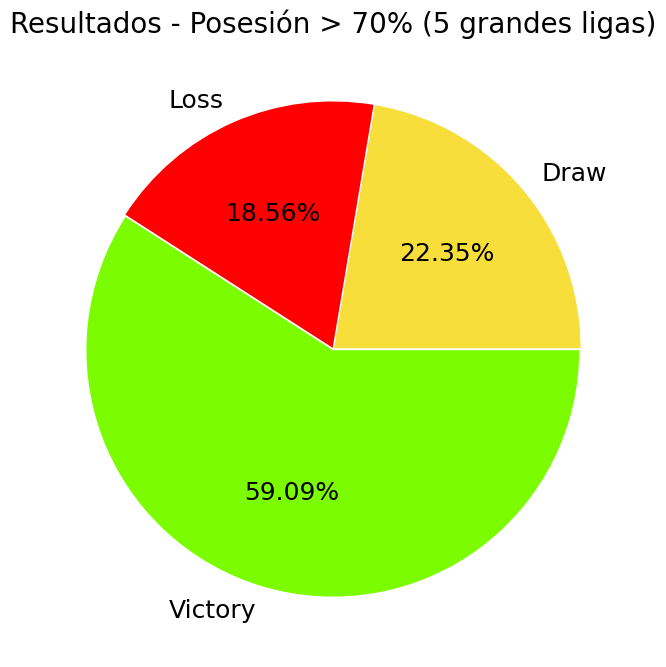 Resultados - Posesión > 70% (5 grandes ligas)
Loss
Draw
18.56%
22.35%
59.09%
Victory